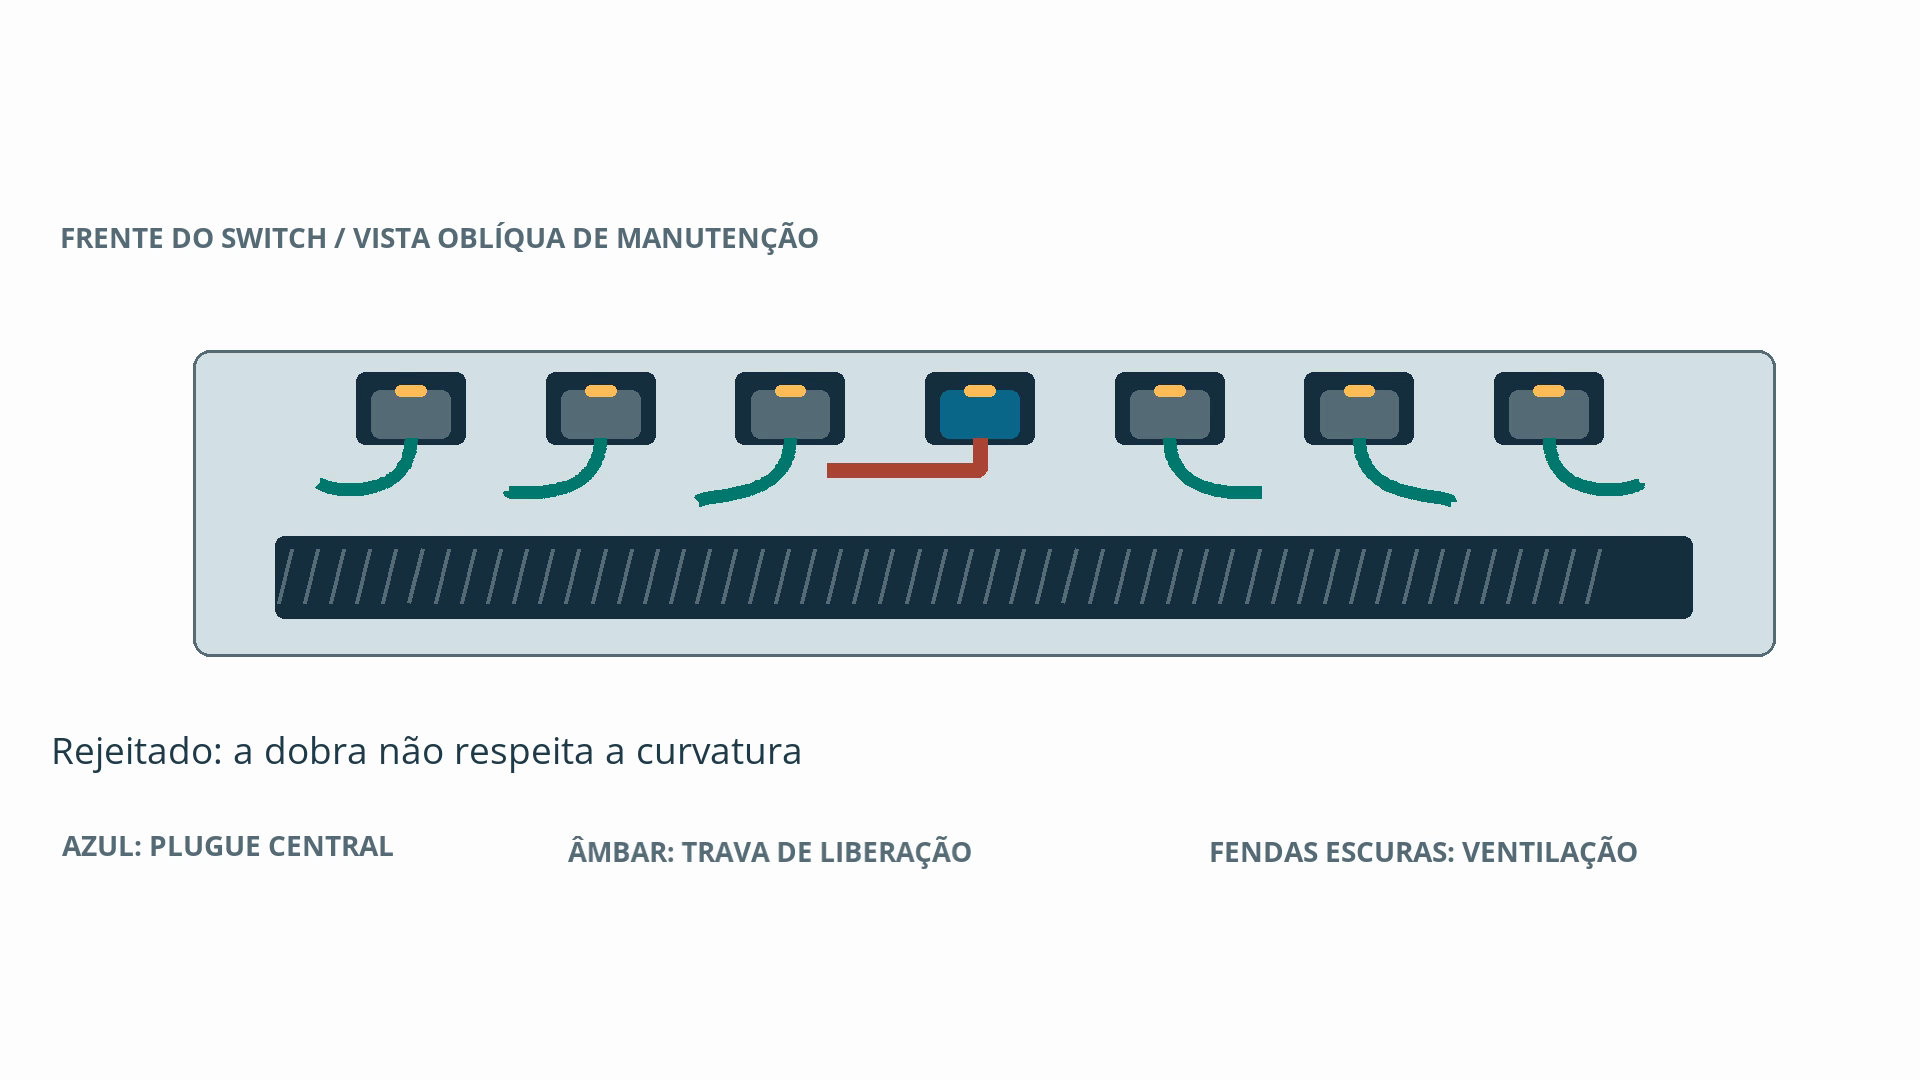 FRENTE DO SWITCH / VISTA OBLÍQUA DE MANUTENÇÃO
Rejeitado: a dobra não respeita a curvatura
AZUL: PLUGUE CENTRAL
ÂMBAR: TRAVA DE LIBERAÇÃO
FENDAS ESCURAS: VENTILAÇÃO